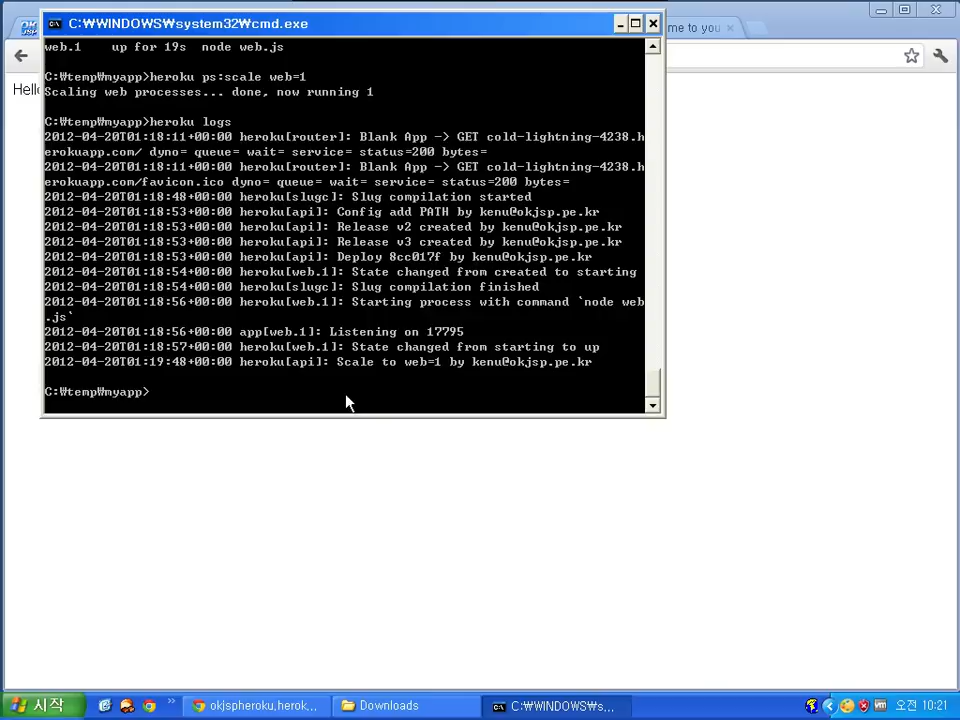 C:₩WINDOWS₩system32₩cmd.exe
me to you
Hello
web.1    up for 19s  node web.js
C:₩temp₩myapp>heroku ps:scale web=1
Scaling web processes... done, now running 1
C:₩temp₩myapp>heroku logs
2012-04-20T01:18:11+00:00 heroku[router]: Blank App -> GET cold-lightning-4238.h
erokuapp.com/ dyno= queue= wait= service= status=200 bytes=
2012-04-20T01:18:11+00:00 heroku[router]: Blank App -> GET cold-lightning-4238.h
erokuapp.com/favicon.ico dyno= queue= wait= service= status=200 bytes=
2012-04-20T01:18:48+00:00 heroku[slugc]: Slug compilation started
2012-04-20T01:18:53+00:00 heroku[api]: Config add PATH by kenu@okjsp.pe.kr
2012-04-20T01:18:53+00:00 heroku[api]: Release v2 created by kenu@okjsp.pe.kr
2012-04-20T01:18:53+00:00 heroku[api]: Release v3 created by kenu@okjsp.pe.kr
2012-04-20T01:18:53+00:00 heroku[api]: Deploy 8cc017f by kenu@okjsp.pe.kr
2012-04-20T01:18:54+00:00 heroku[web.1]: State changed from created to starting
2012-04-20T01:18:54+00:00 heroku[slugc]: Slug compilation finished
2012-04-20T01:18:56+00:00 heroku[web.1]: Starting process with command `node web
.js`
2012-04-20T01:18:56+00:00 app[web.1]: Listening on 17795
2012-04-20T01:18:57+00:00 heroku[web.1]: State changed from starting to up
2012-04-20T01:19:48+00:00 heroku[api]: Scale to web=1 by kenu@okjsp.pe.kr
C:₩temp₩myapp>
시작
okjspheroku,herok...
Downloads
C:₩WINDOWS₩s...
오전 10:21